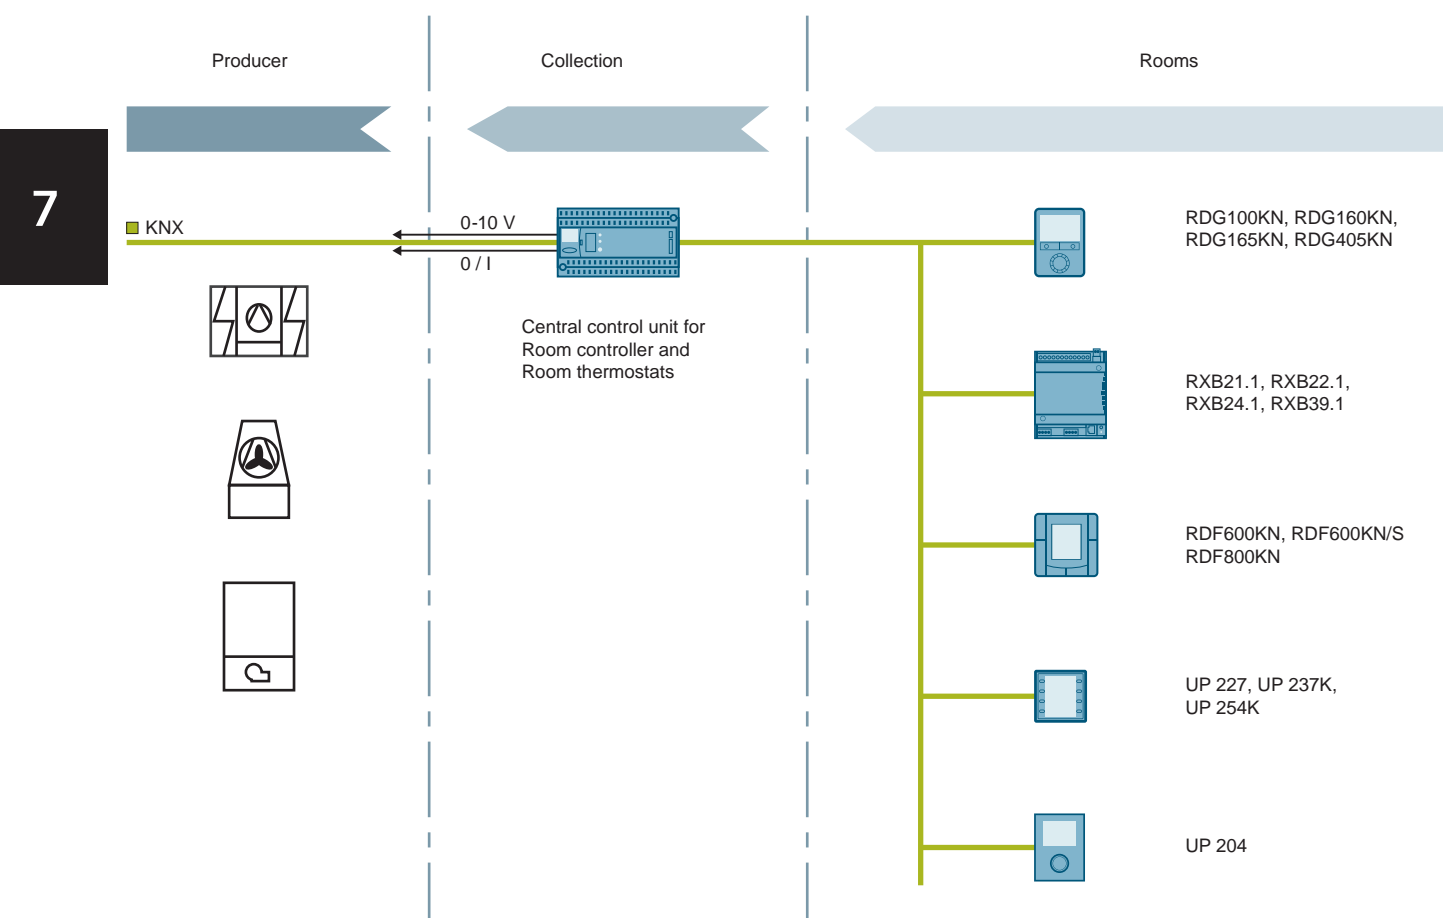 Producer
Collection
Rooms
7
KNX
0-10 V
0 / I
Central control unit for
Room controller and
Room thermostats
RDG100KN, RDG160KN,
RDG165KN, RDG405KN
RXB21.1, RXB22.1,
RXB24.1, RXB39.1
RDF600KN, RDF600KN/S
RDF800KN
UP 227, UP 237K,
UP 254K
UP 204